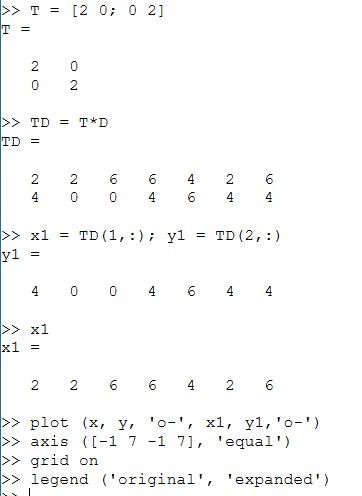 >> T = [2 0; 0 2]
T =
2 0
0 2
>> TD = T*D
TD =
2 2 6 6 4 2 6
4 0 0 4 6 4 4
>> x1 = TD(1,:); y1 = TD(2,:)
y1 =
4 0 0 4 6 4 4
>> x1
x1 =
2 2 6 6 4 2 6
>> plot (x, y, 'o-', x1, y1,'o-')
>> axis ([-1 7 -1 7], 'equal')
>> grid on
>> legend ('original', 'expanded')
>>